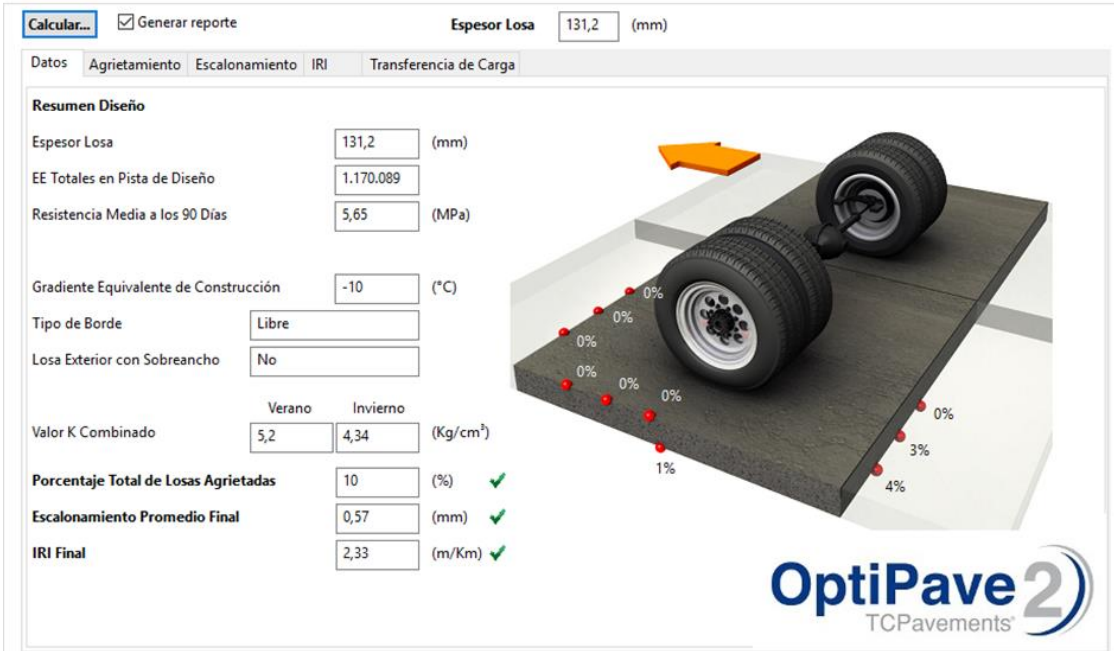 Calcular... Generar reporte Espesor Losa 131,2 (mm)
Datos Agrietamiento Escalonamiento IRI Transferencia de Carga
Resumen Diseño
Espesor Losa 131,2 (mm)
EE Totales en Pista de Diseño 1.170.089
Resistencia Media a los 90 Días 5,65 (MPa)
Gradiente Equivalente de Construcción -10 (°C)
Tipo de Borde Libre
Losa Exterior con Sobreancho No
Verano Invierno
Valor K Combinado 5,2 4,34 (Kg/cm³)
Porcentaje Total de Losas Agrietadas 10 (%)
Escalonamiento Promedio Final 0,57 (mm)
IRI Final 2,33 (m/Km)
0%
0%
0%
0%
0%
0%
1%
0%
3%
4%
OptiPave 2
TCPavements®